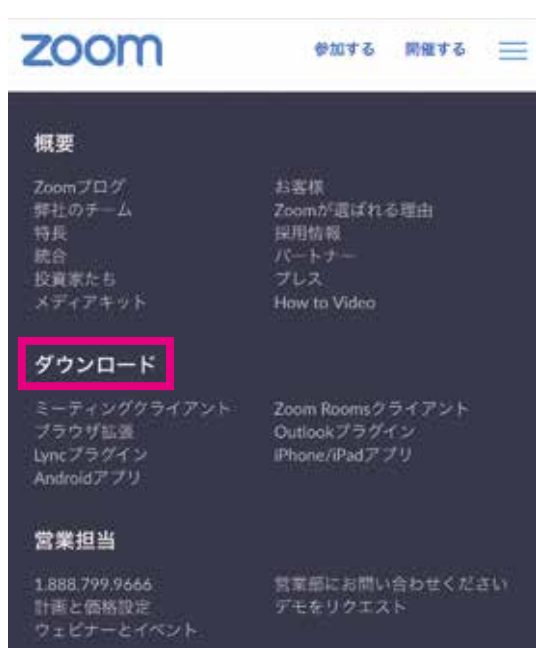 zoom
参加する 開催する
概要
Zoomブログ
弊社のチーム
特長
統合
投資家たち
メディアキット
お客様
Zoomが選ばれる理由
採用情報
パートナー
プレス
How to Video
ダウンロード
ミーティングクライアント
ブラウザ拡張
Lyncプラグイン
Androidアプリ
Zoom Roomsクライアント
Outlookプラグイン
iPhone/iPadアプリ
営業担当
1.888.799.9666
計画と価格設定
ウェビナーとイベント
営業部にお問い合わせください
デモをリクエスト